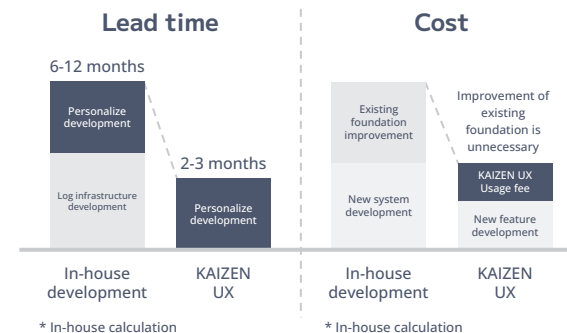 Lead time
6-12 months
Personalize
development
Log infrastructure
development
2-3 months
Personalize
development
In-house
development
KAIZEN
UX
* In-house calculation
Cost
Existing
foundation
improvement
New system
development
Improvement of
existing
foundation is
unnecessary
KAIZEN UX
Usage fee
New feature
development
In-house
development
KAIZEN
UX
* In-house calculation